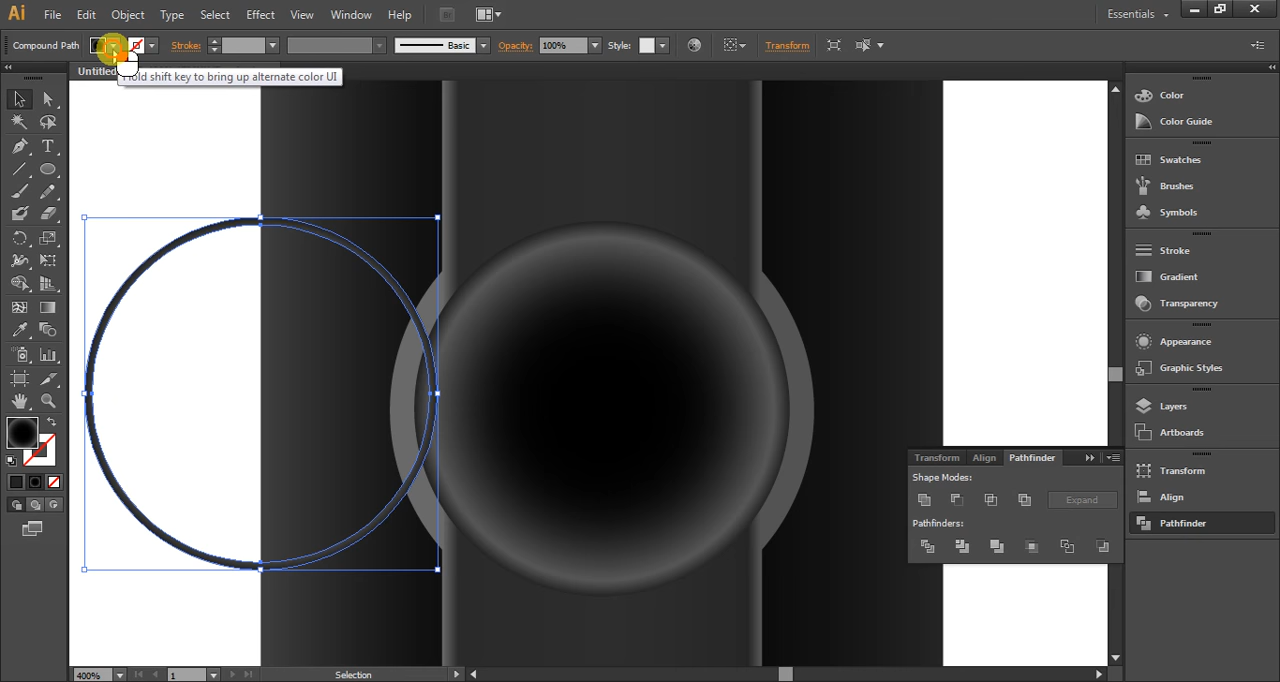 Ai File Edit Object Type Select Effect View Window Help Br Essentials
Compound Path Stroke: Basic Opacity: 100% Style: Transform
Untitled
Hold shift key to bring up alternate color UI
Color
Color Guide
Swatches
Brushes
Symbols
Stroke
Gradient
Transparency
Appearance
Graphic Styles
Layers
Artboards
Transform
Align
Pathfinder
Transform Align Pathfinder
Shape Modes:
Expand
Pathfinders:
400% 1 Selection